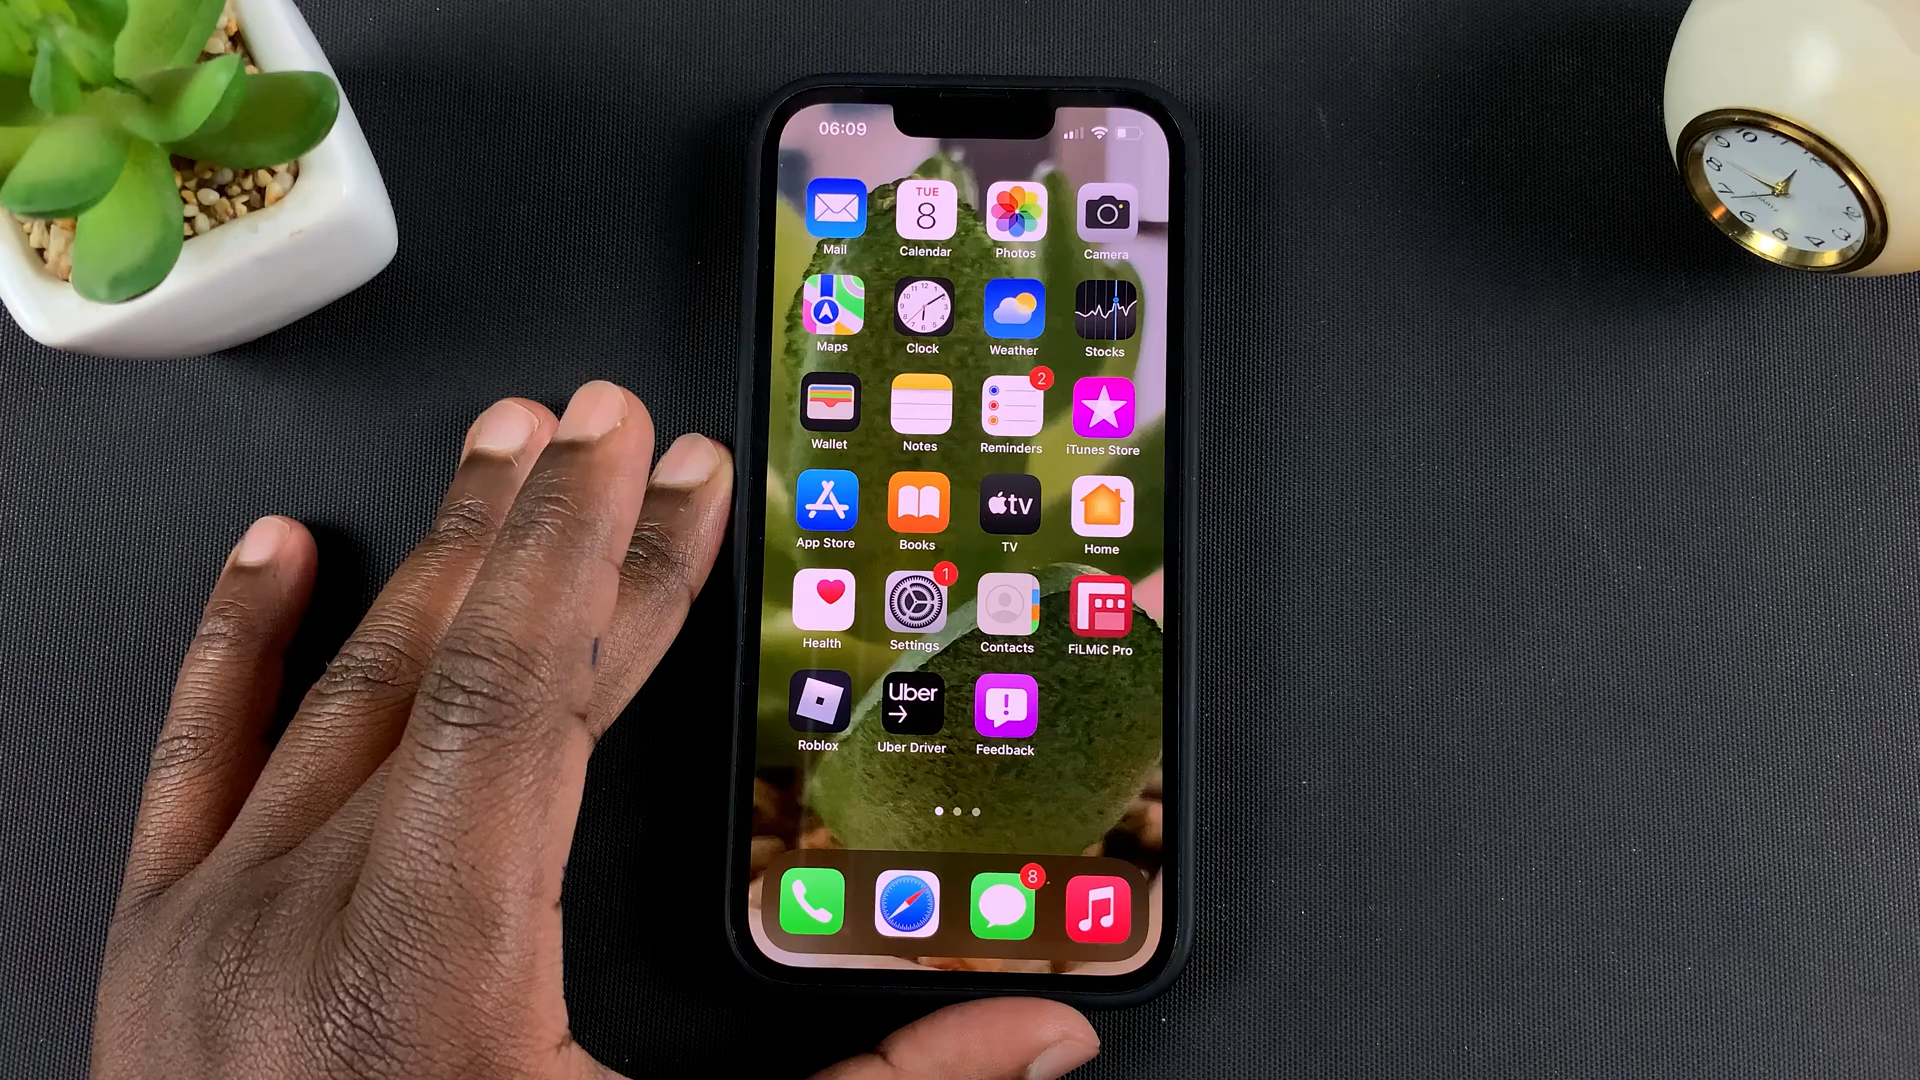 06:09
TUE
8
Mail
Calendar
Photos
Camera
Maps
Clock
Weather
Stocks
2
Wallet
Notes
Reminders
iTunes Store
tv
App Store
Books
TV
Home
1
Health
Settings
Contacts
FiLMiC Pro
Uber
Roblox
Uber Driver
Feedback
8